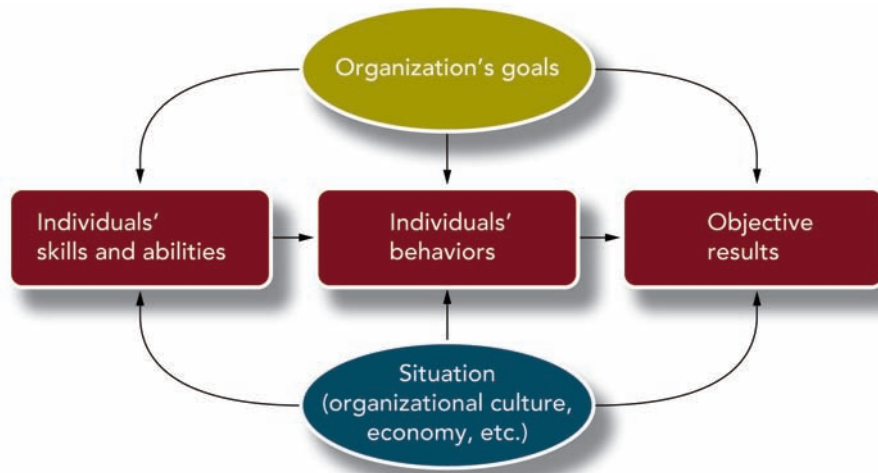 Organization's goals
Individuals'
skills and abilities
Individuals'
behaviors
Objective
results
Situation
(organizational culture,
economy, etc.)